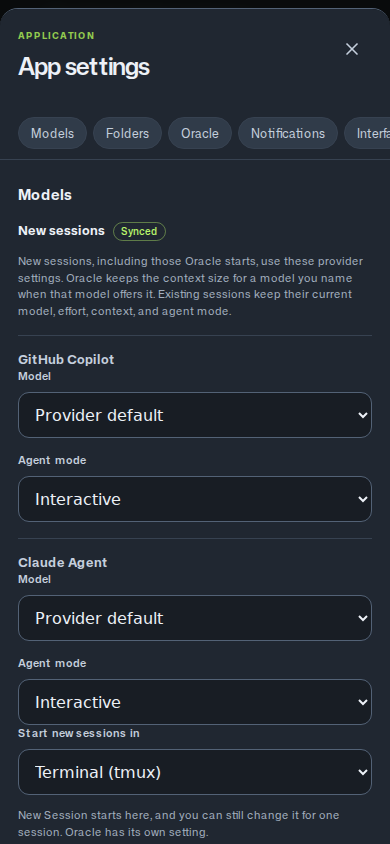 APPLICATION
App settings
Models
Folders
Oracle
Notifications
Interfa
Models
New sessions
Synced
New sessions, including those Oracle starts, use these provider
settings. Oracle keeps the context size for a model you name
when that model offers it. Existing sessions keep their current
model, effort, context, and agent mode.
GitHub Copilot
Model
Provider default
Agent mode
Interactive
Claude Agent
Model
Provider default
Agent mode
Interactive
Start new sessions in
Terminal (tmux)
New Session starts here, and you can still change it for one
session. Oracle has its own setting.